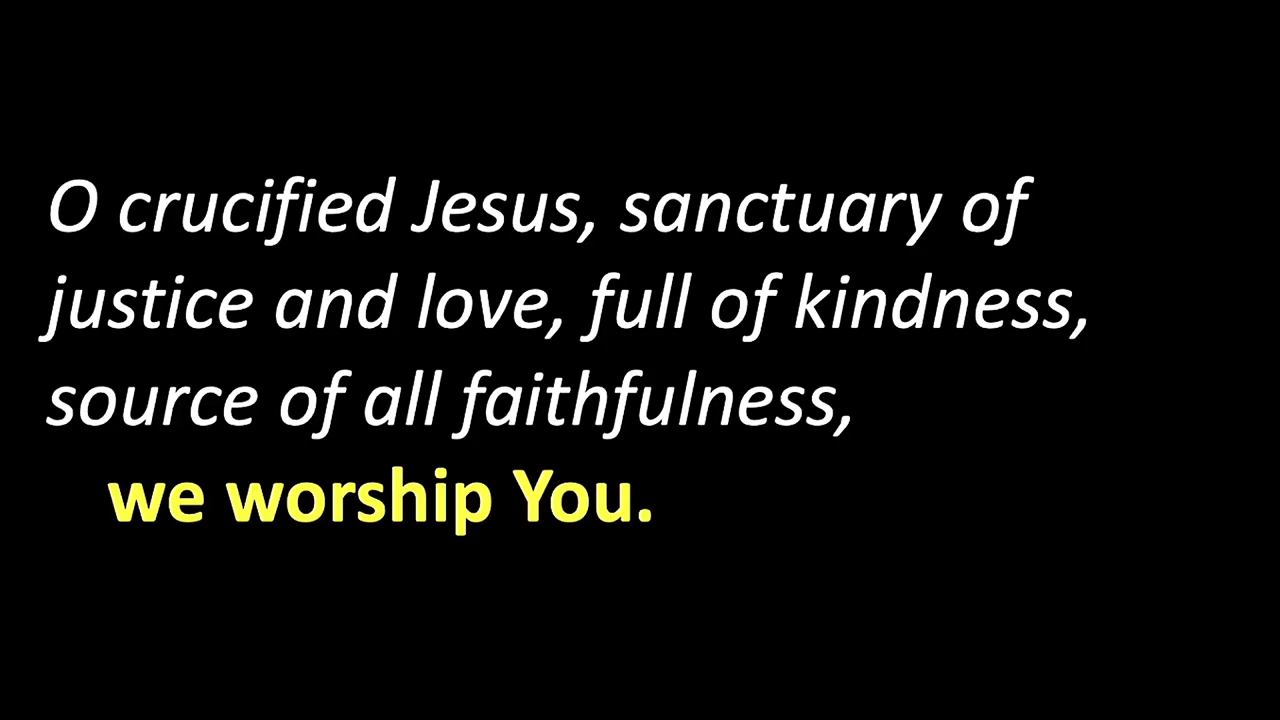 O crucified Jesus, sanctuary of
justice and love, full of kindness,
source of all faithfulness,
we worship You.